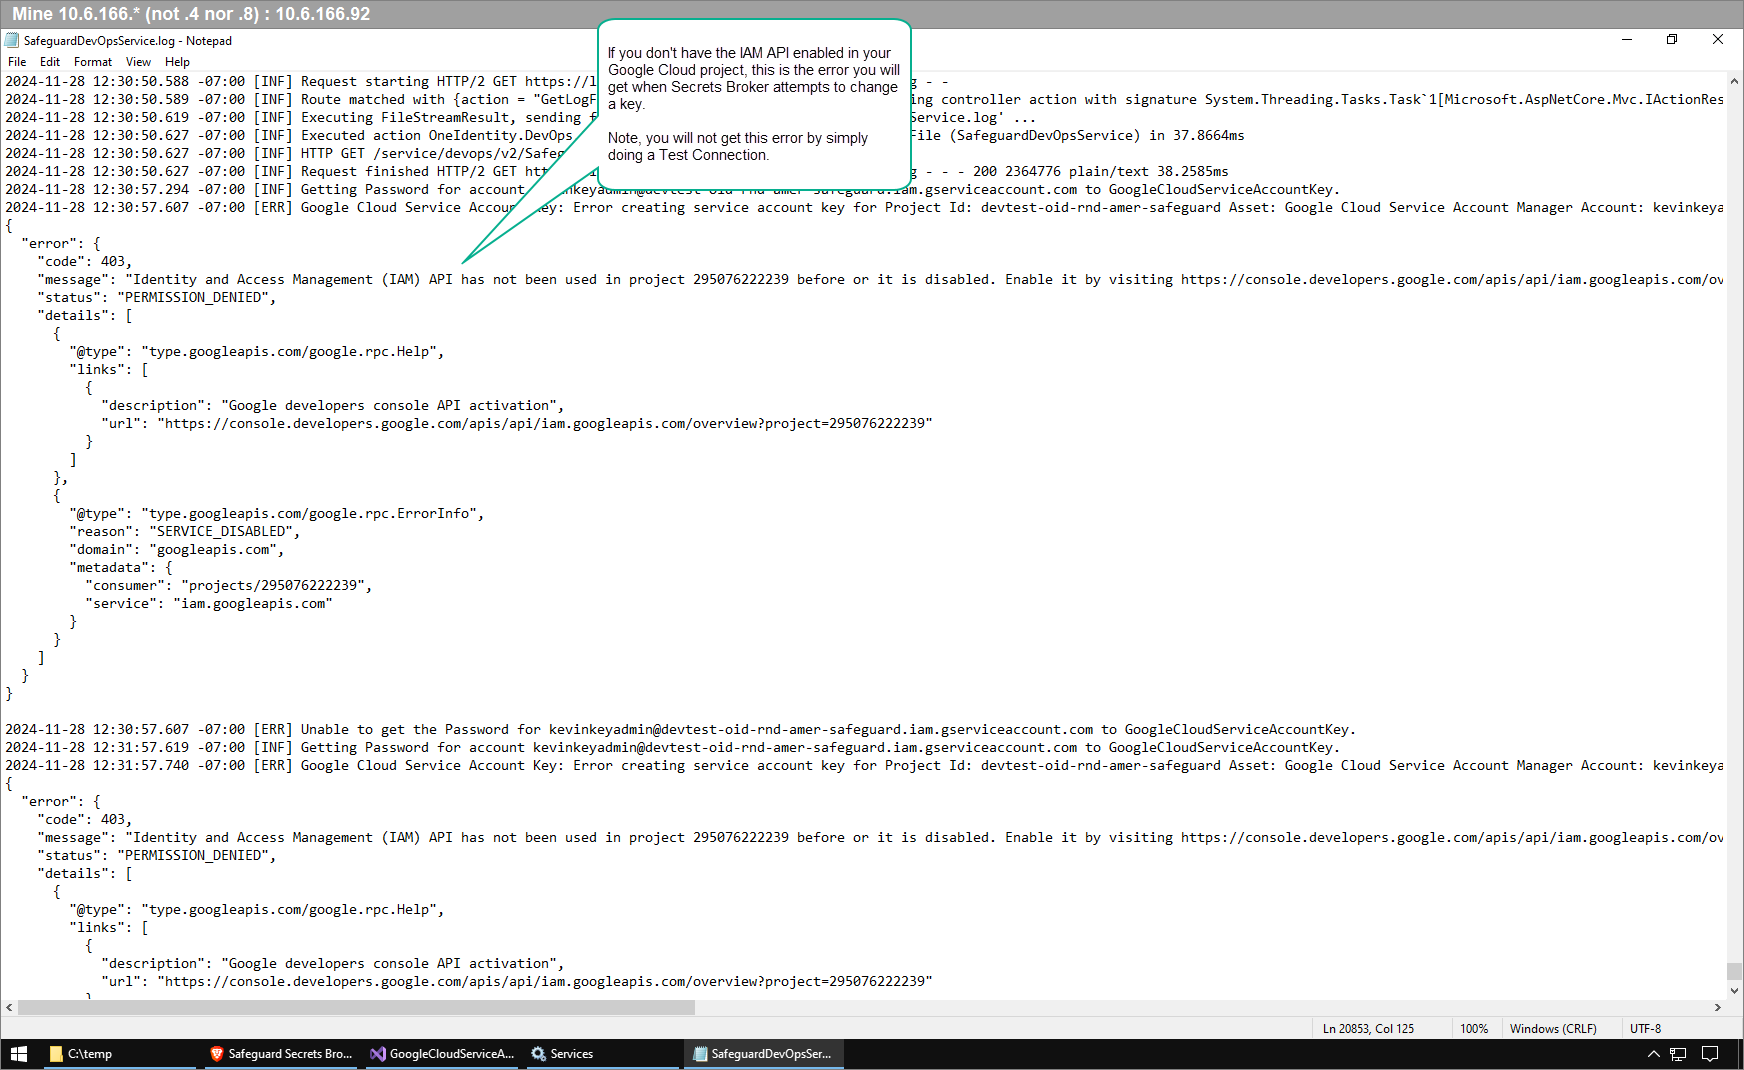 Mine 10.6.166.* (not .4 nor .8) : 10.6.166.92
SafeguardDevOpsService.log - Notepad
File Edit Format View Help
If you don't have the IAM API enabled in your
Google Cloud project, this is the error you will
get when Secrets Broker attempts to change
a key.
Note, you will not get this error by simply
doing a Test Connection.
2024-11-28 12:30:50.588 -07:00 [INF] Request starting HTTP/2 GET https://l g - -
2024-11-28 12:30:50.589 -07:00 [INF] Route matched with {action = "GetLogF ing controller action with signature System.Threading.Tasks.Task`1[Microsoft.AspNetCore.Mvc.IActionRes
2024-11-28 12:30:50.619 -07:00 [INF] Executing FileStreamResult, sending f Service.log' ...
2024-11-28 12:30:50.627 -07:00 [INF] Executed action OneIdentity.DevOps File (SafeguardDevOpsService) in 37.8664ms
2024-11-28 12:30:50.627 -07:00 [INF] HTTP GET /service/devops/v2/Safeg
2024-11-28 12:30:50.627 -07:00 [INF] Request finished HTTP/2 GET htt g - - - 200 2364776 plain/text 38.2585ms
2024-11-28 12:30:57.294 -07:00 [INF] Getting Password for account kevinkeyadmin@devtest-oid-rnd-amer-safeguard.iam.gserviceaccount.com to GoogleCloudServiceAccountKey.
2024-11-28 12:30:57.607 -07:00 [ERR] Google Cloud Service Account Key: Error creating service account key for Project Id: devtest-oid-rnd-amer-safeguard Asset: Google Cloud Service Account Manager Account: kevinkeya
{
"error": {
"code": 403,
"message": "Identity and Access Management (IAM) API has not been used in project 295076222239 before or it is disabled. Enable it by visiting https://console.developers.google.com/apis/api/iam.googleapis.com/ov
"status": "PERMISSION_DENIED",
"details": [
{
"@type": "type.googleapis.com/google.rpc.Help",
"links": [
{
"description": "Google developers console API activation",
"url": "https://console.developers.google.com/apis/api/iam.googleapis.com/overview?project=295076222239"
}
]
},
{
"@type": "type.googleapis.com/google.rpc.ErrorInfo",
"reason": "SERVICE_DISABLED",
"domain": "googleapis.com",
"metadata": {
"consumer": "projects/295076222239",
"service": "iam.googleapis.com"
}
}
]
}
}
2024-11-28 12:30:57.607 -07:00 [ERR] Unable to get the Password for kevinkeyadmin@devtest-oid-rnd-amer-safeguard.iam.gserviceaccount.com to GoogleCloudServiceAccountKey.
2024-11-28 12:31:57.619 -07:00 [INF] Getting Password for account kevinkeyadmin@devtest-oid-rnd-amer-safeguard.iam.gserviceaccount.com to GoogleCloudServiceAccountKey.
2024-11-28 12:31:57.740 -07:00 [ERR] Google Cloud Service Account Key: Error creating service account key for Project Id: devtest-oid-rnd-amer-safeguard Asset: Google Cloud Service Account Manager Account: kevinkeya
{
"error": {
"code": 403,
"message": "Identity and Access Management (IAM) API has not been used in project 295076222239 before or it is disabled. Enable it by visiting https://console.developers.google.com/apis/api/iam.googleapis.com/ov
"status": "PERMISSION_DENIED",
"details": [
{
"@type": "type.googleapis.com/google.rpc.Help",
"links": [
{
"description": "Google developers console API activation",
"url": "https://console.developers.google.com/apis/api/iam.googleapis.com/overview?project=295076222239"
}
Ln 20853, Col 125 100% Windows (CRLF) UTF-8
C:\temp Safeguard Secrets Bro... GoogleCloudServiceA... Services SafeguardDevOpsSer...